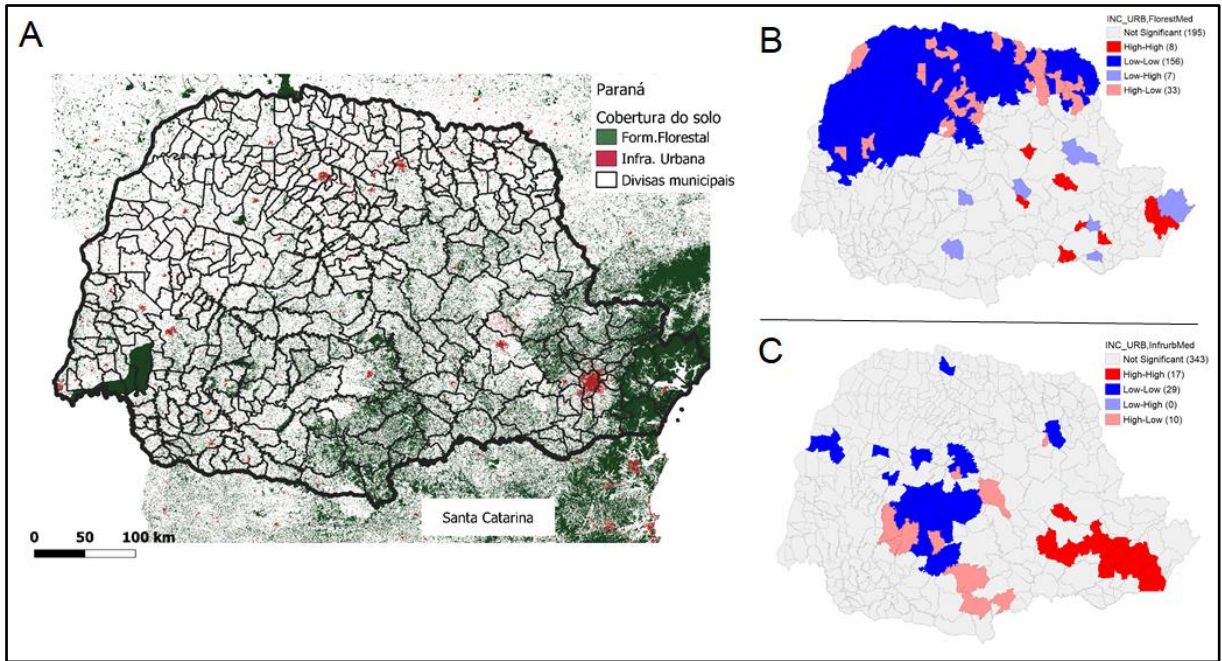 A
Paraná
Cobertura do solo
Form.Florestal
Infra. Urbana
Divisas municipais
Santa Catarina
0 50 100 km
B
INC_URB,FlorestMed
Not Significant (195)
High-High (8)
Low-Low (156)
Low-High (7)
High-Low (33)
C
INC_URB,InfrurbMed
Not Significant (343)
High-High (17)
Low-Low (29)
Low-High (0)
High-Low (10)